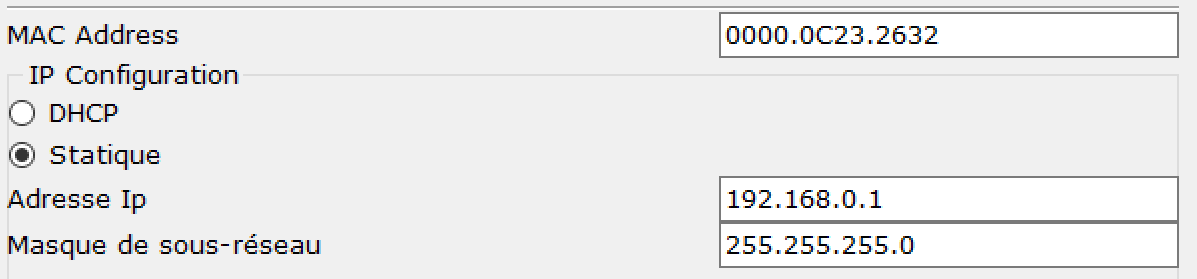 MAC Address 0000.0C23.2632
IP Configuration
DHCP
Statique
Adresse Ip 192.168.0.1
Masque de sous-réseau 255.255.255.0